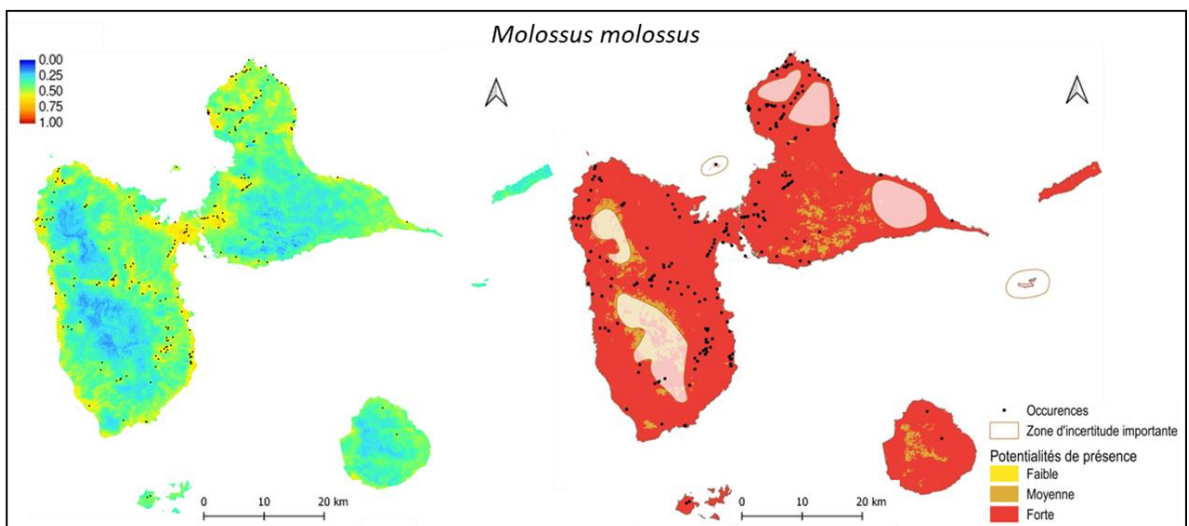 Molossus molossus
0.00
0.25
0.50
0.75
1.00
0 10 20 km
0 10 20 km
Occurences
Zone d'incertitude importante
Potentialités de présence
Faible
Moyenne
Forte